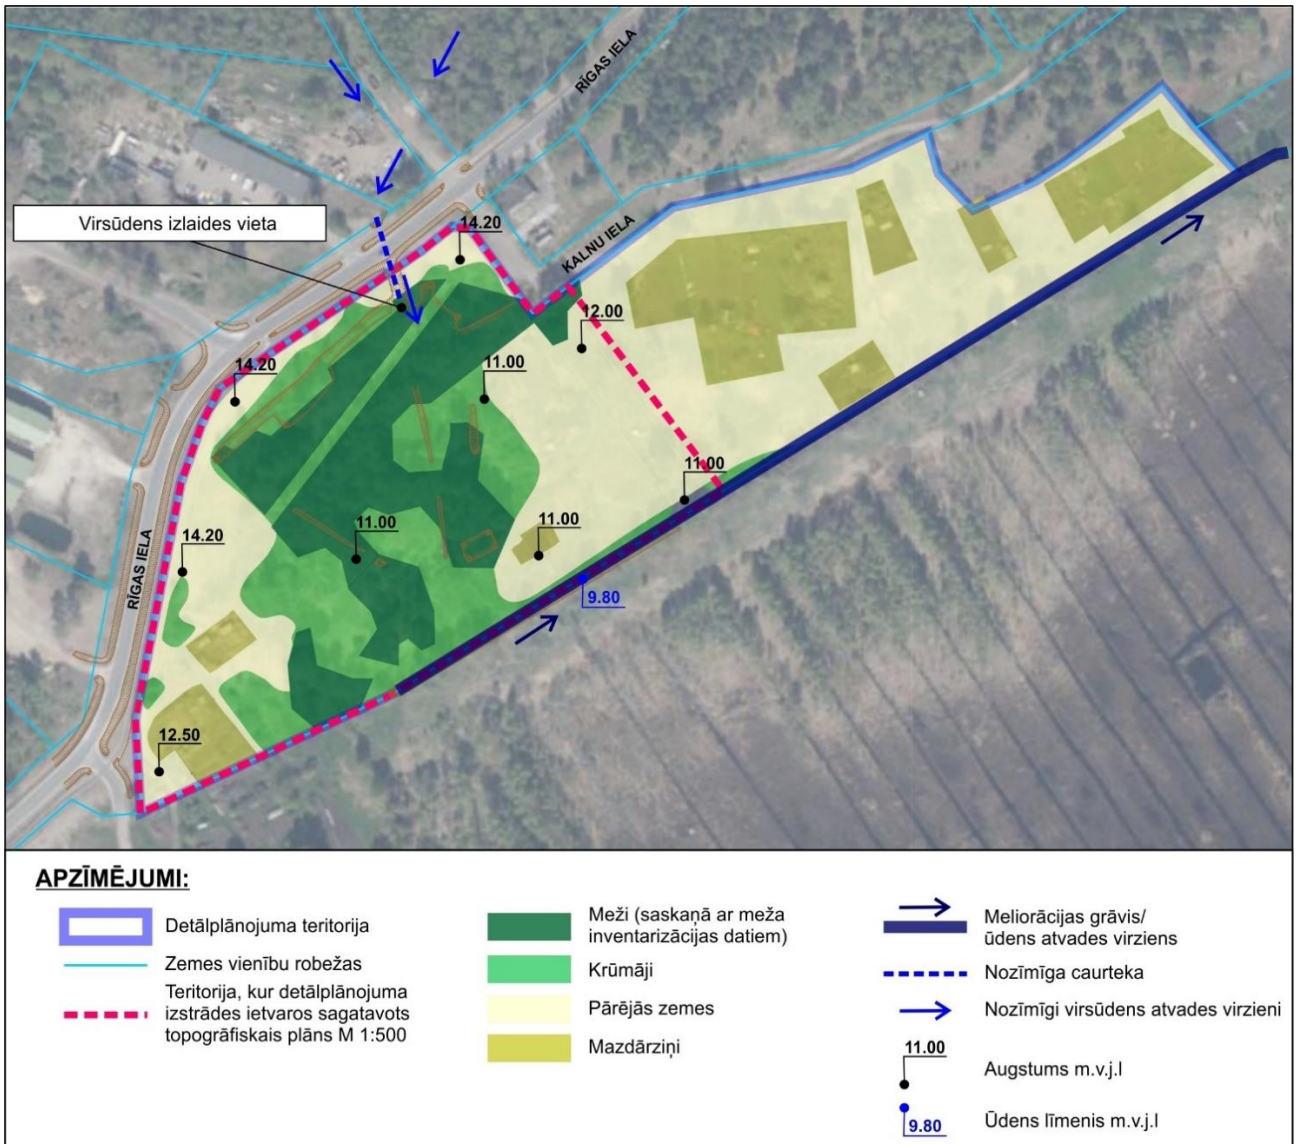 RĪGAS IELA
Virsūdens izlaides vieta
14.20
KALNU IELA
12.00
14.20
11.00
11.00
11.00
11.00
14.20
RĪGAS IELA
9.80
12.50
APZĪMĒJUMI:
Detālplānojuma teritorija
Zemes vienību robežas
Teritorija, kur detālplānojuma
izstrādes ietvaros sagatavots
topogrāfiskais plāns M 1:500
Meži (saskaņā ar meža
inventarizācijas datiem)
Krūmāji
Pārējās zemes
Mazdārziņi
Meliorācijas grāvis/
ūdens atvades virziens
Nozīmīga caurteka
Nozīmīgi virsūdens atvades virzieni
11.00
Augstums m.v.j.l
Ūdens līmenis m.v.j.l
9.80